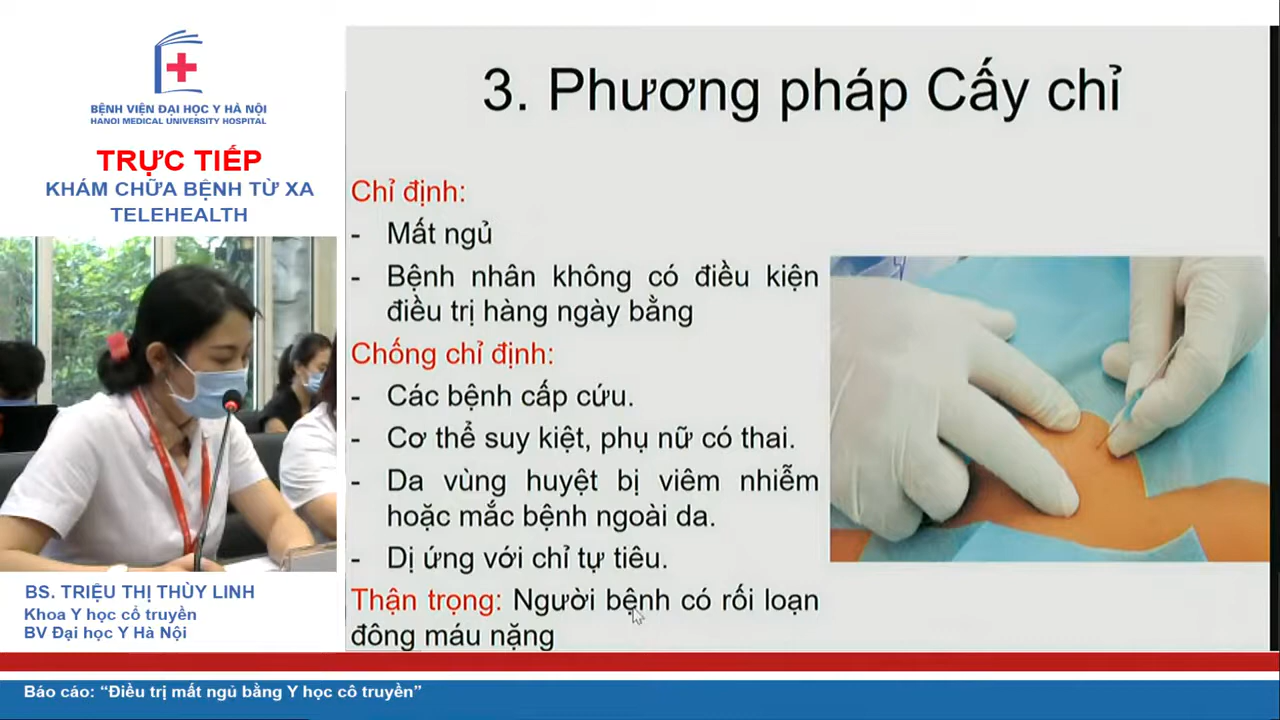 BỆNH VIỆN ĐẠI HỌC Y HÀ NỘI
HANOI MEDICAL UNIVERSITY HOSPITAL
TRỰC TIẾP
KHÁM CHỮA BỆNH TỪ XA
TELEHEALTH
BS. TRIỆU THỊ THÙY LINH
Khoa Y học cổ truyền
BV Đại học Y Hà Nội
3. Phương pháp Cấy chỉ
Chỉ định:
- Mất ngủ
- Bệnh nhân không có điều kiện
điều trị hàng ngày bằng
Chống chỉ định:
- Các bệnh cấp cứu.
- Cơ thể suy kiệt, phụ nữ có thai.
- Da vùng huyệt bị viêm nhiễm
hoặc mắc bệnh ngoài da.
- Dị ứng với chỉ tự tiêu.
Thận trọng: Người bệnh có rối loạn
đông máu nặng
Báo cáo: “Điều trị mất ngủ bằng Y học cô truyền”